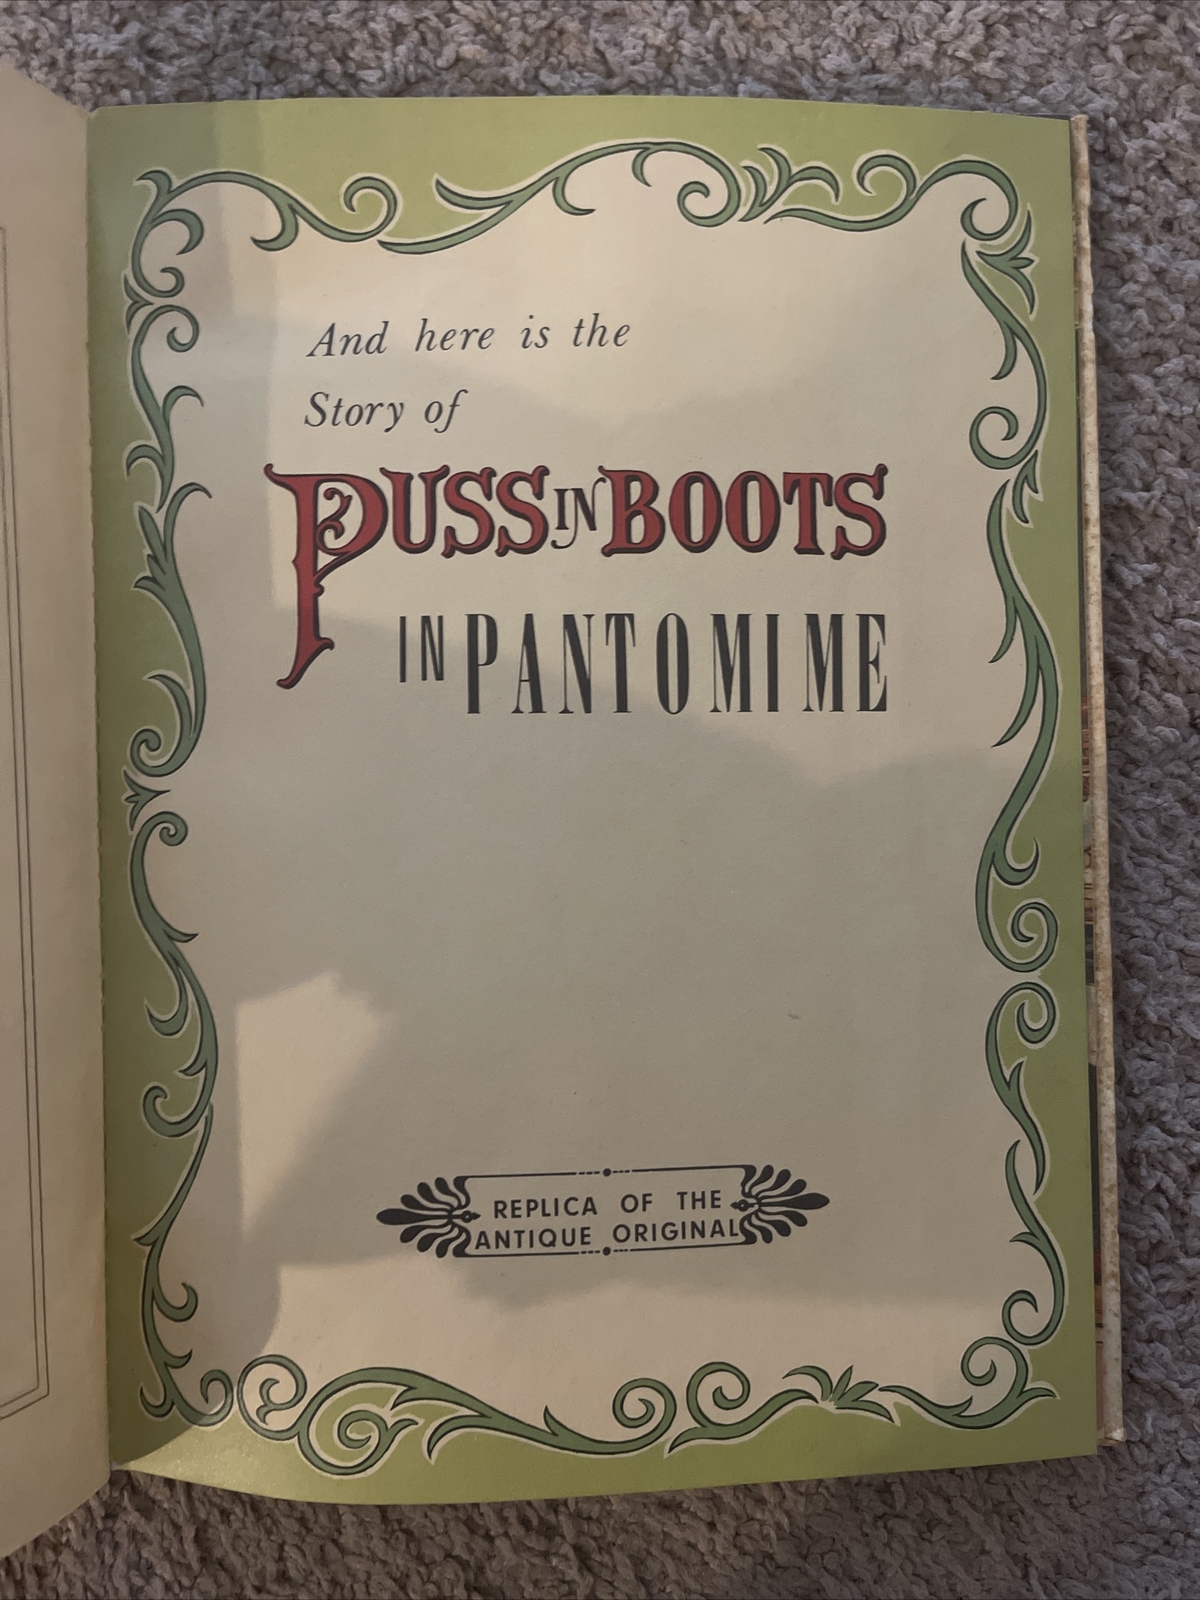 And here is the
Story of
PUSS IN BOOTS
IN PANTOMIME
REPLICA OF THE
ANTIQUE ORIGINAL